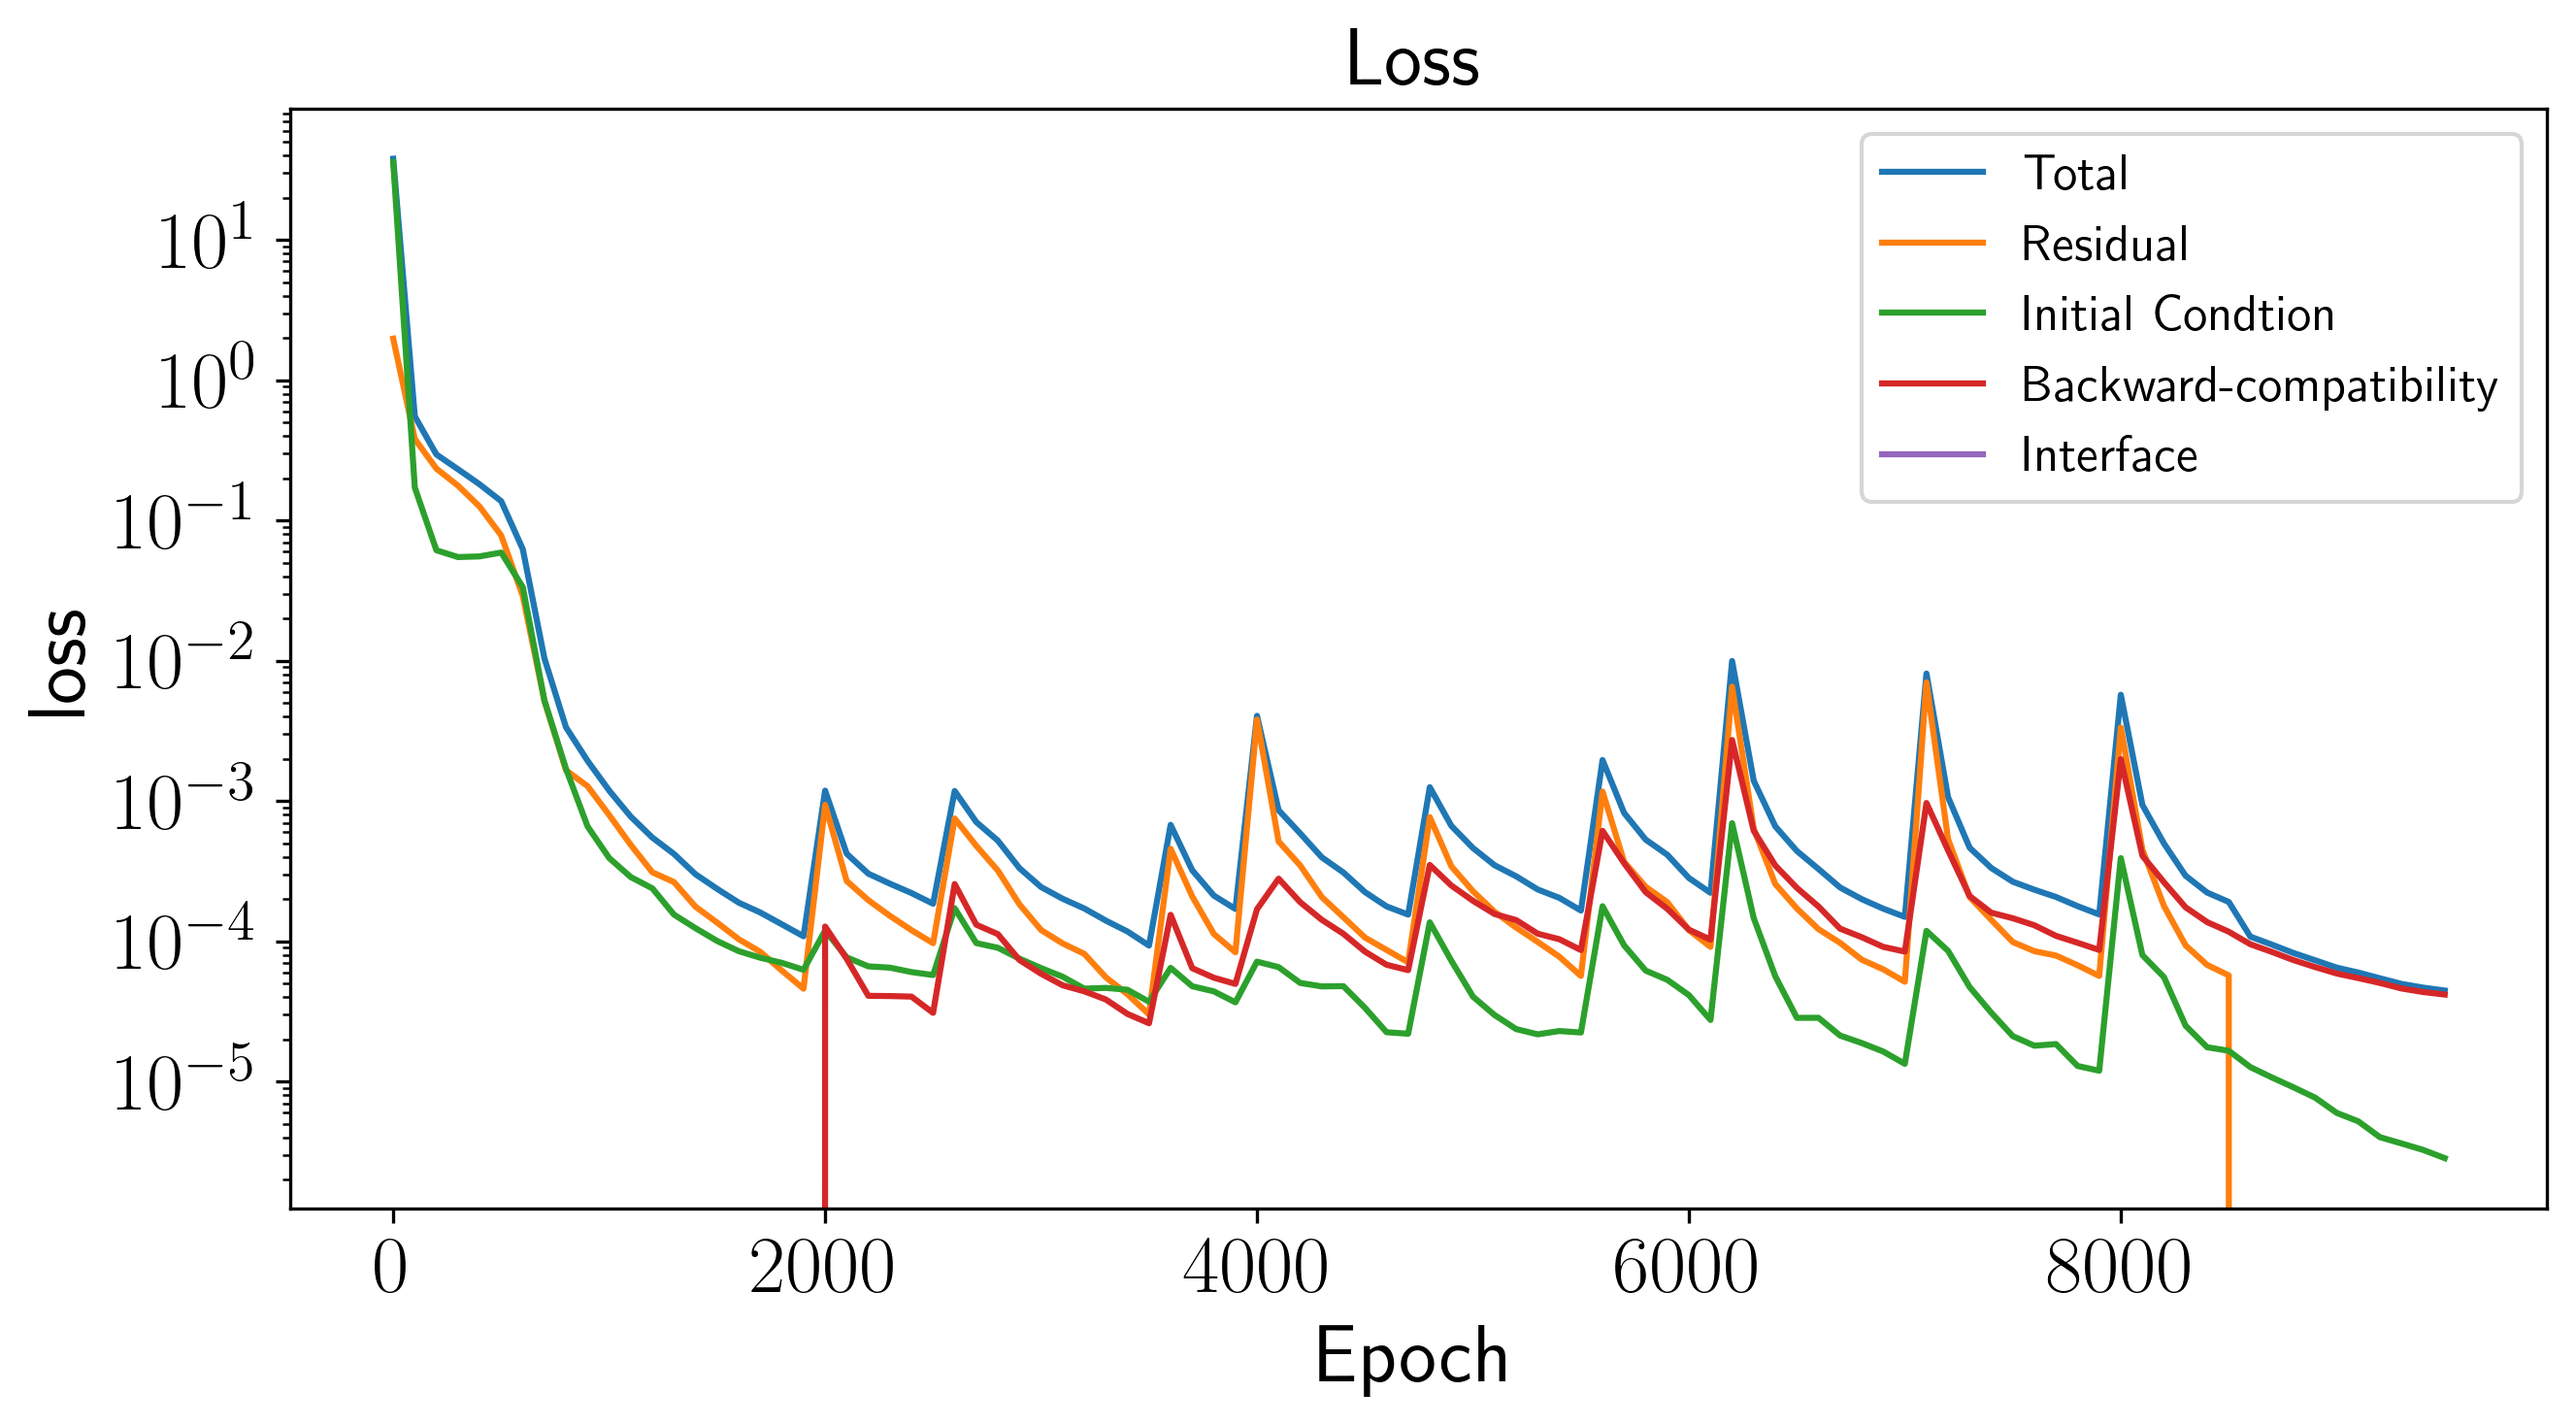 Loss
loss
10^1
10^0
10^{-1}
10^{-2}
10^{-3}
10^{-4}
10^{-5}
Total
Residual
Initial Condtion
Backward-compatibility
Interface
0 2000 4000 6000 8000
Epoch